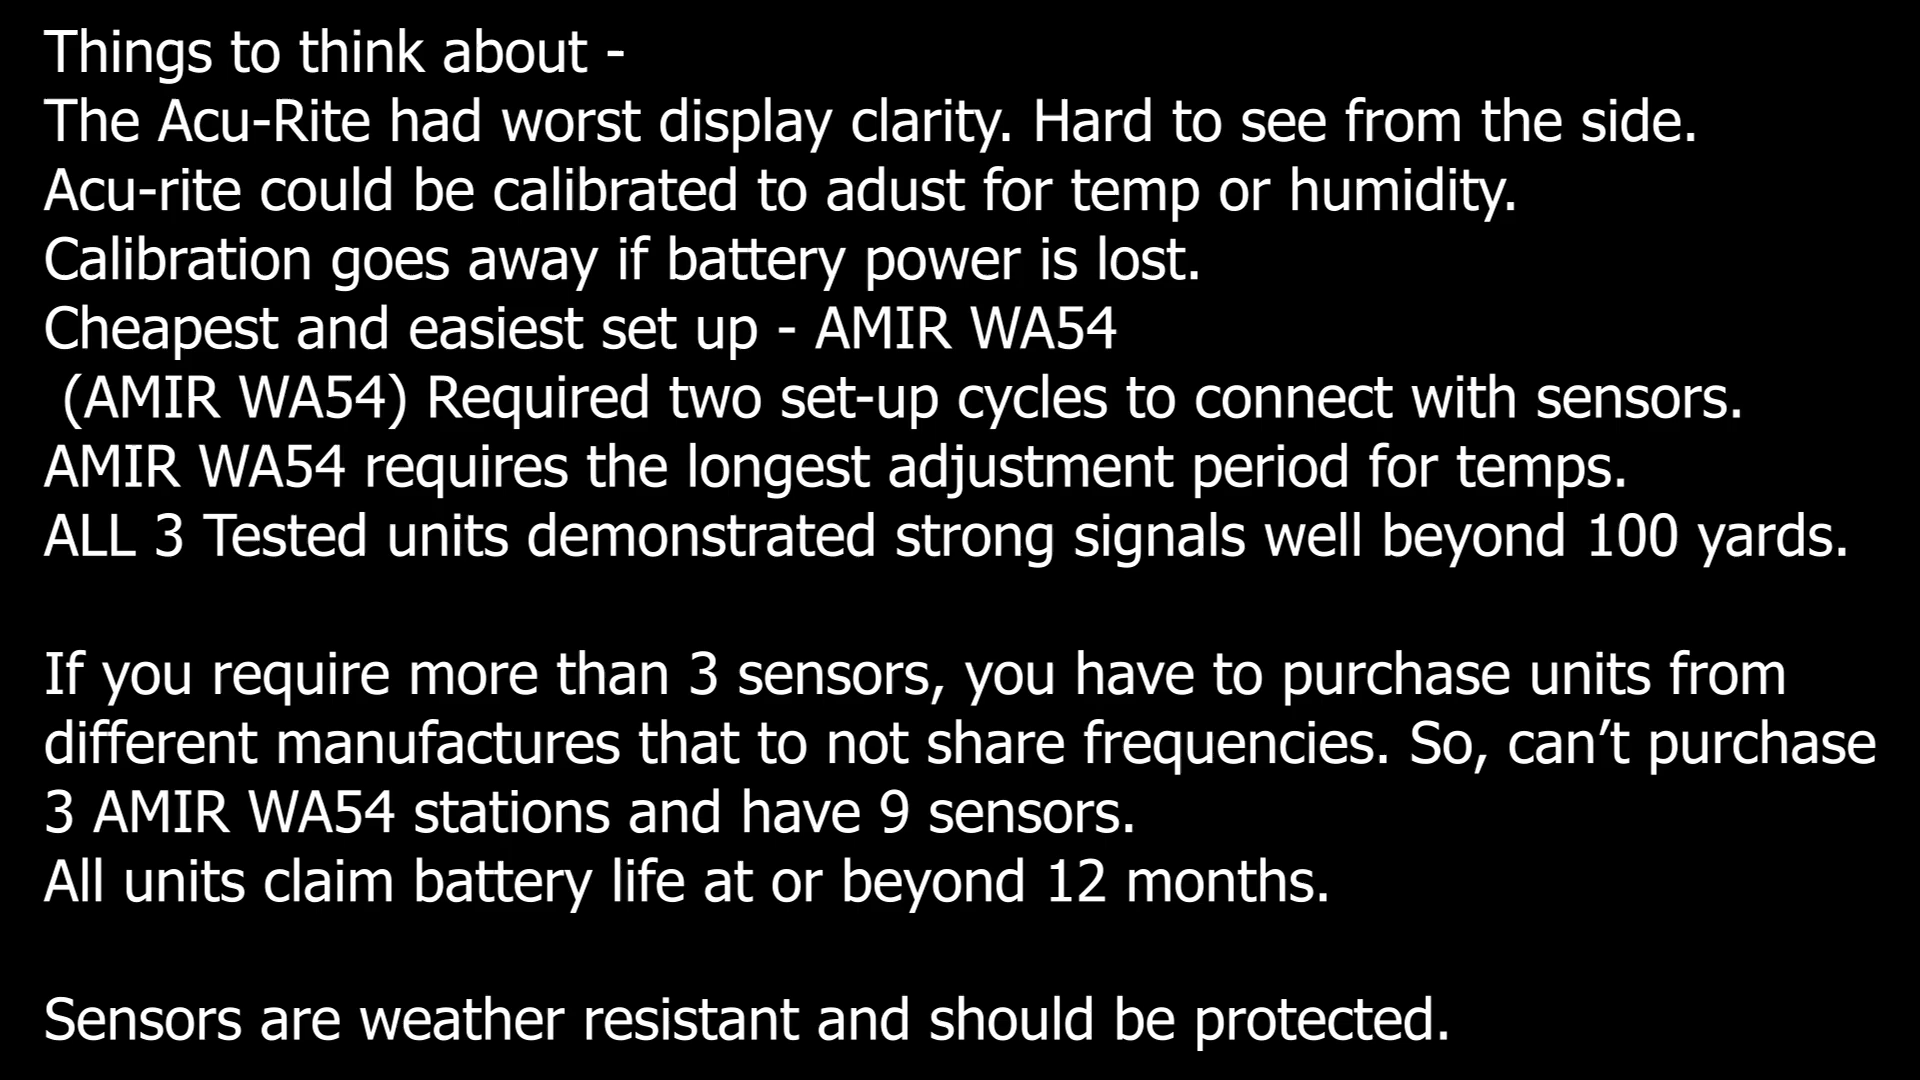 Things to think about -
The Acu-Rite had worst display clarity. Hard to see from the side.
Acu-rite could be calibrated to adust for temp or humidity.
Calibration goes away if battery power is lost.
Cheapest and easiest set up - AMIR WA54
(AMIR WA54) Required two set-up cycles to connect with sensors.
AMIR WA54 requires the longest adjustment period for temps.
ALL 3 Tested units demonstrated strong signals well beyond 100 yards.
If you require more than 3 sensors, you have to purchase units from
different manufactures that to not share frequencies. So, can’t purchase
3 AMIR WA54 stations and have 9 sensors.
All units claim battery life at or beyond 12 months.
Sensors are weather resistant and should be protected.